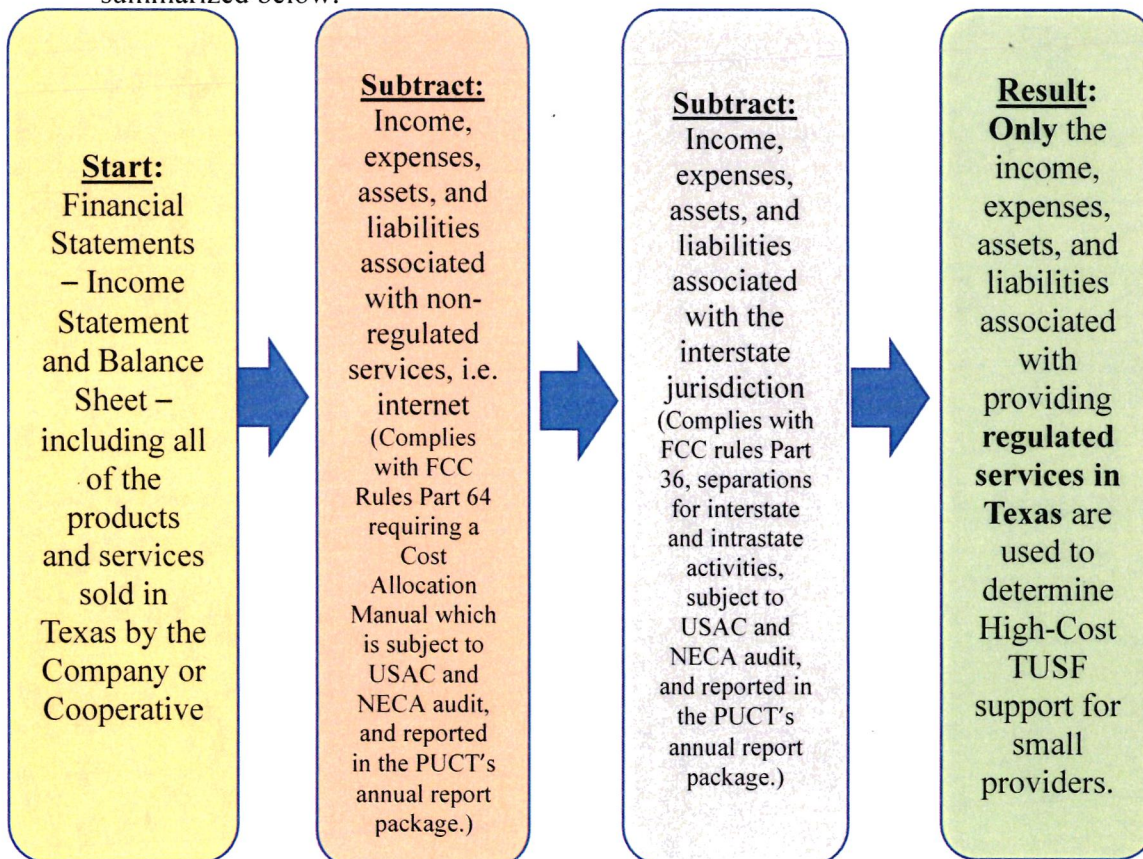 summarized below.
Start:
Financial
Statements
– Income
Statement
and Balance
Sheet –
including all
of the
products
and services
sold in
Texas by the
Company or
Cooperative
Subtract:
Income,
expenses,
assets, and
liabilities
associated
with non-
regulated
services, i.e.
internet
(Complies
with FCC
Rules Part 64
requiring a
Cost
Allocation
Manual which
is subject to
USAC and
NECA audit,
and reported
in the PUCT's
annual report
package.)
Subtract:
Income,
expenses,
assets, and
liabilities
associated
with the
interstate
jurisdiction
(Complies with
FCC rules Part
36, separations
for interstate
and intrastate
activities,
subject to
USAC and
NECA audit,
and reported in
the PUCT's
annual report
package.)
Result:
Only the
income,
expenses,
assets, and
liabilities
associated
with
providing
regulated
services in
Texas are
used to
determine
High-Cost
TUSF
support for
small
providers.